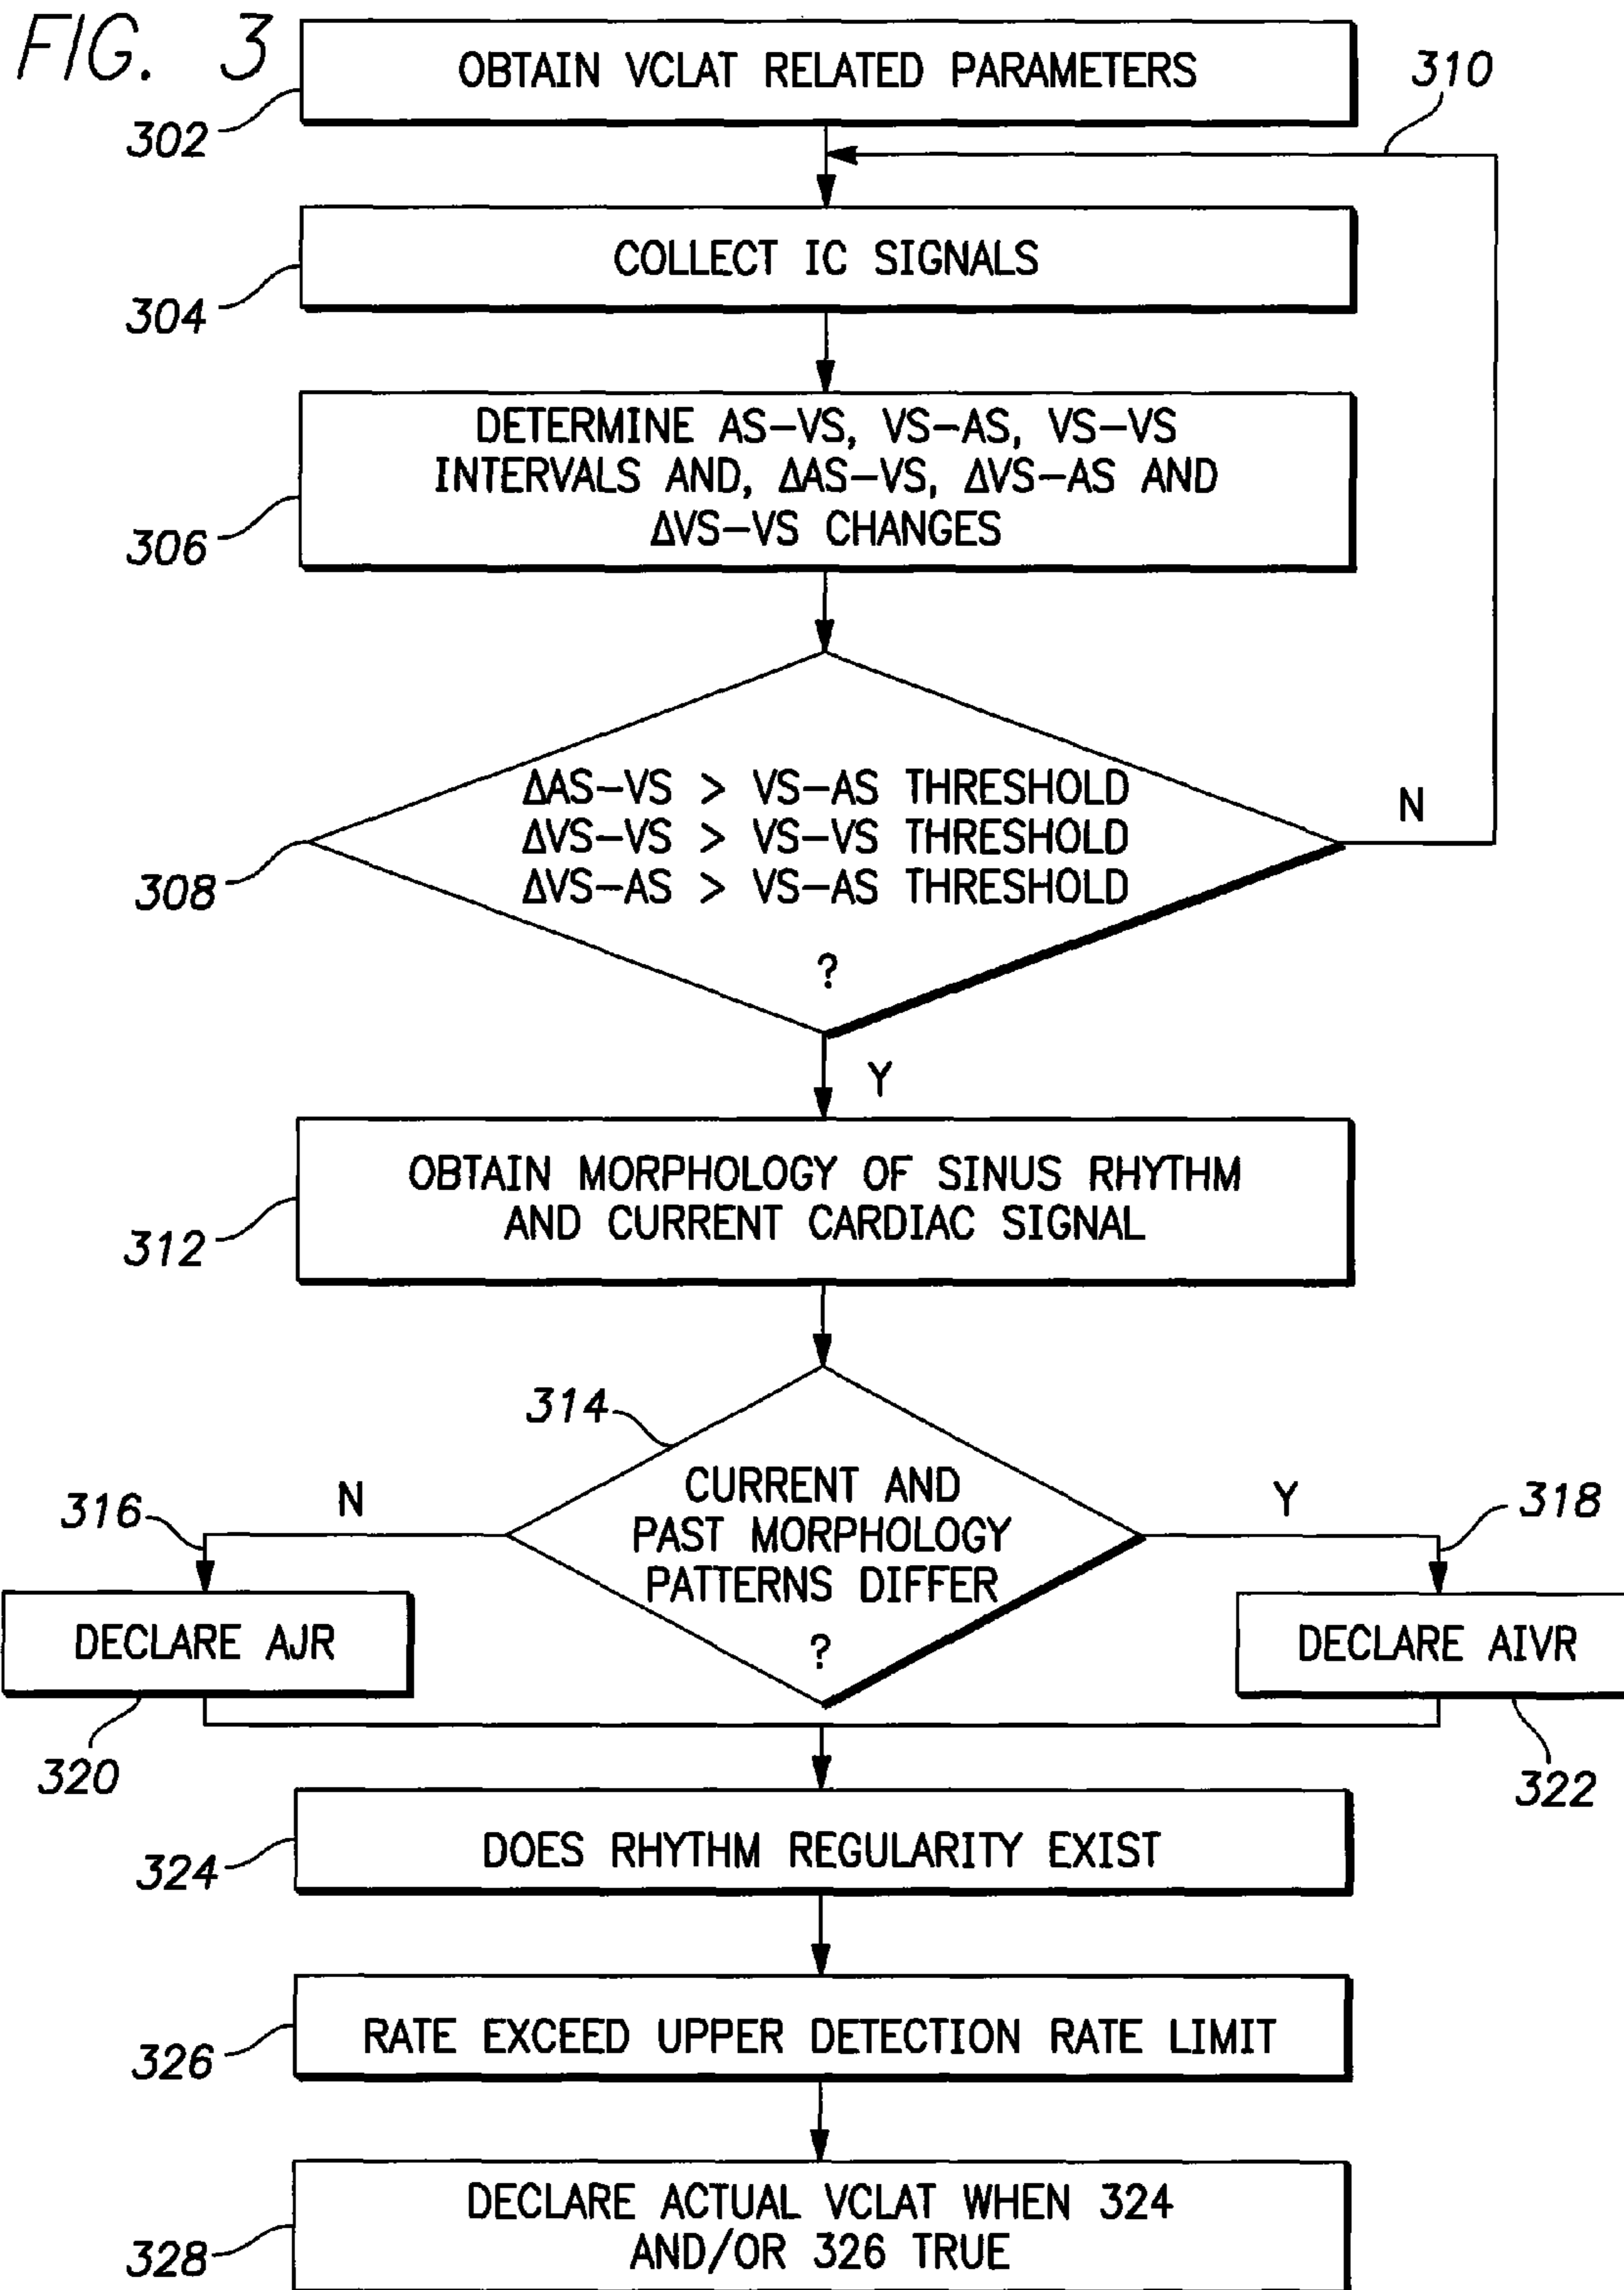 FIG. 3
OBTAIN VCLAT RELATED PARAMETERS
302
310
COLLECT IC SIGNALS
304
DETERMINE AS-VS, VS-AS, VS-VS
INTERVALS AND, ΔAS-VS, ΔVS-AS AND
ΔVS-VS CHANGES
306
ΔAS-VS > VS-AS THRESHOLD
ΔVS-VS > VS-VS THRESHOLD
ΔVS-AS > VS-AS THRESHOLD
?
308
N
Y
OBTAIN MORPHOLOGY OF SINUS RHYTHM
AND CURRENT CARDIAC SIGNAL
312
314
CURRENT AND
PAST MORPHOLOGY
PATTERNS DIFFER
?
316
N
Y
318
DECLARE AJR
DECLARE AIVR
320
322
DOES RHYTHM REGULARITY EXIST
324
RATE EXCEED UPPER DETECTION RATE LIMIT
326
DECLARE ACTUAL VCLAT WHEN 324
AND/OR 326 TRUE
328